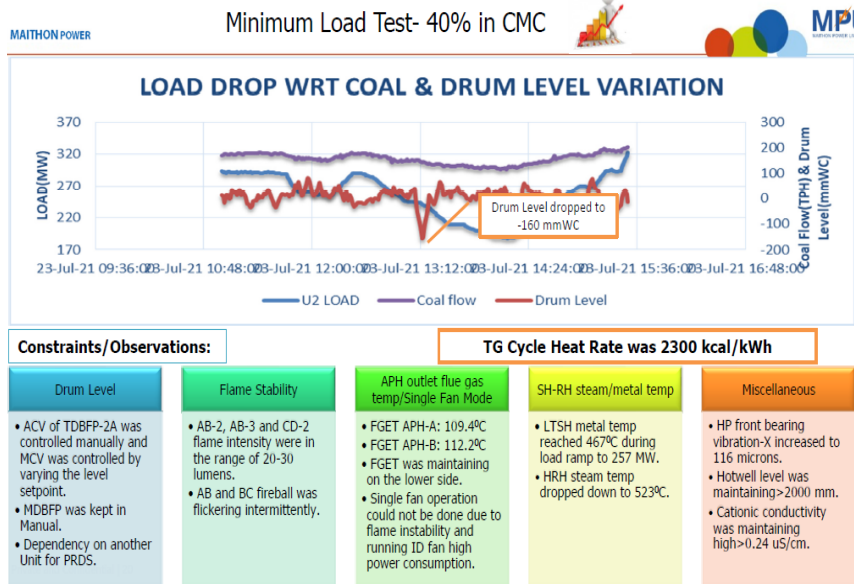 Minimum Load Test- 40% in CMC
MAITHON POWER
MAITHON POWER
LOAD DROP WRT COAL & DRUM LEVEL VARIATION
370
320
270
220
170
LOAD(MW)
300
200
100
0
-100
-200
Coal Flow(TPH) & Drum
Level(mmWC)
Drum Level dropped to
-160 mmWC
23-Jul-21 09:36:00
23-Jul-21 10:48:00
23-Jul-21 12:00:00
23-Jul-21 13:12:00
23-Jul-21 14:24:00
23-Jul-21 15:36:00
23-Jul-21 16:48:00
U2 LOAD
Coal flow
Drum Level
Constraints/Observations:
TG Cycle Heat Rate was 2300 kcal/kWh
Drum Level
• ACV of TDBFP-2A was
controlled manually and
MCV was controlled by
varying the level
setpoint.
• MDBFP was kept in
Manual.
• Dependency on another
Unit for PRDS.
Flame Stability
• AB-2, AB-3 and CD-2
flame intensity were in
the range of 20-30
lumens.
• AB and BC fireball was
flickering intermittently.
APH outlet flue gas
temp/Single Fan Mode
• FGET APH-A: 109.4⁰C
• FGET APH-B: 112.2⁰C
• FGET was maintaining
on the lower side.
• Single fan operation
could not be done due to
flame instability and
running ID fan high
power consumption.
SH-RH steam/metal temp
• LTSH metal temp
reached 467⁰C during
load ramp to 257 MW.
• HRH steam temp
dropped down to 523⁰C.
Miscellaneous
• HP front bearing
vibration-X increased to
116 microns.
• Hotwell level was
maintaining>2000 mm.
• Cationic conductivity
was maintaining
high>0.24 uS/cm.